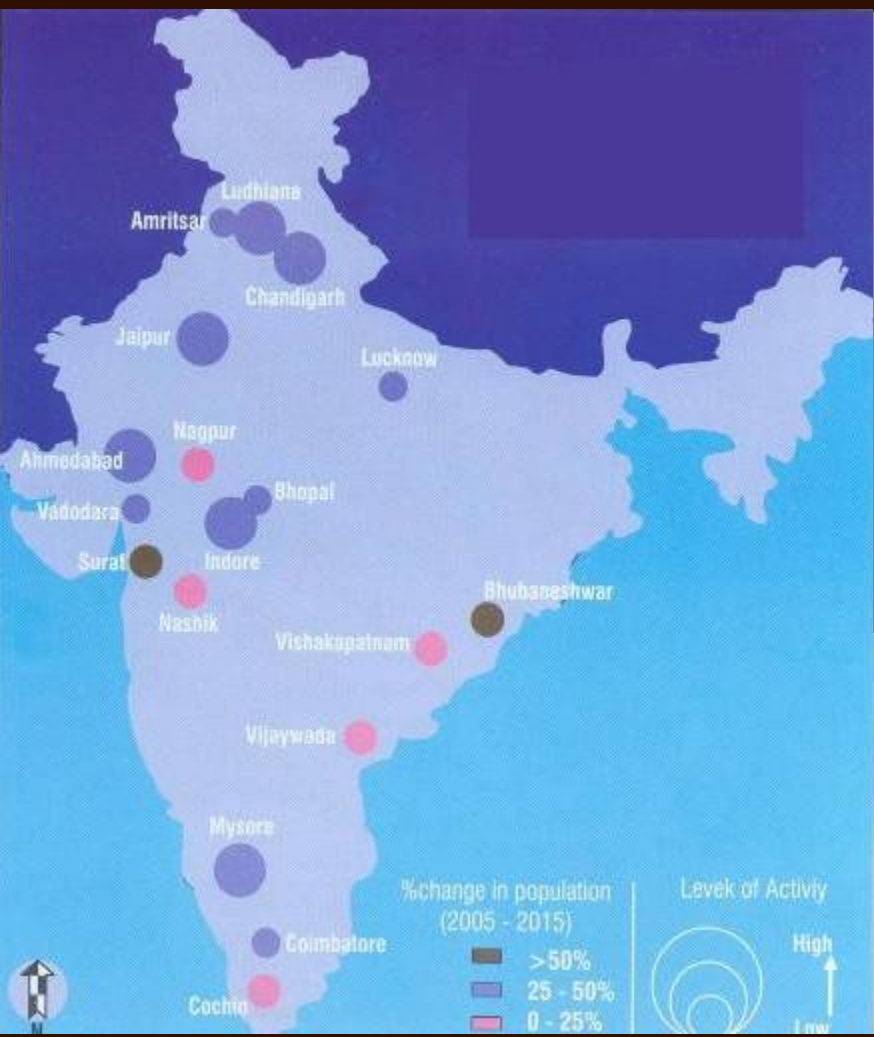 Ludhiana
Amritsar
Chandigarh
Jaipur
Lucknow
Nagpur
Ahmedabad
Bhopal
Vadodara
Surat
Indore
Bhubaneshwar
Nashik
Vishakapatnam
Vijaywada
Mysore
Coimbatore
Cochin
%change in population
(2005 - 2015)
>50%
25 - 50%
0 - 25%
Levek of Activiy
High
Low
N